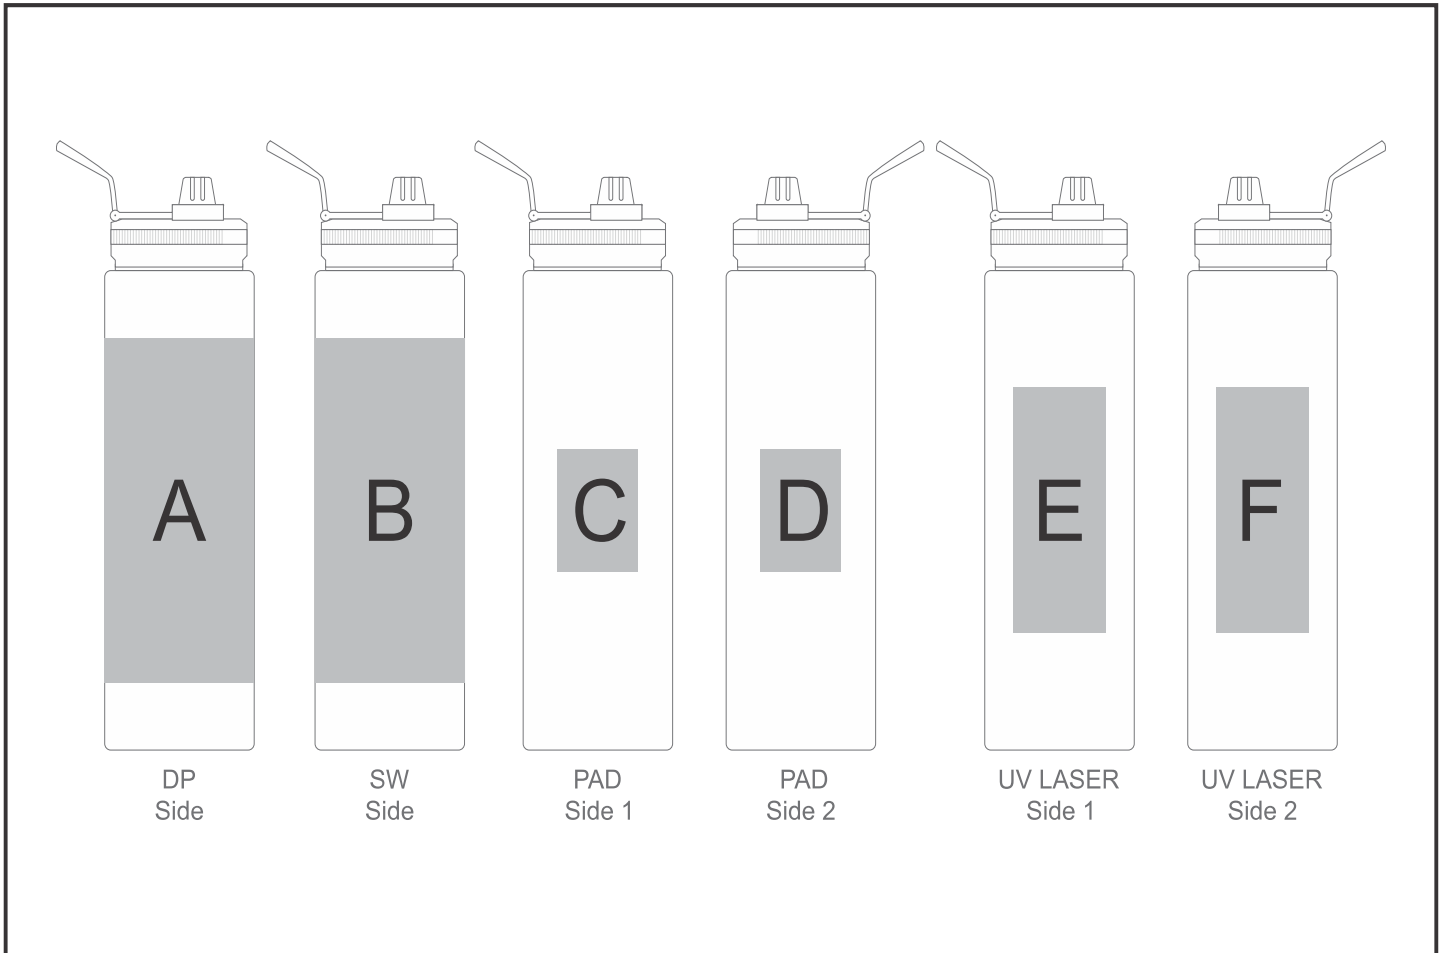 A
B
C
D
E
F
DP
Side
SW
Side
PAD
Side 1
PAD
Side 2
UV LASER
Side 1
UV LASER
Side 2